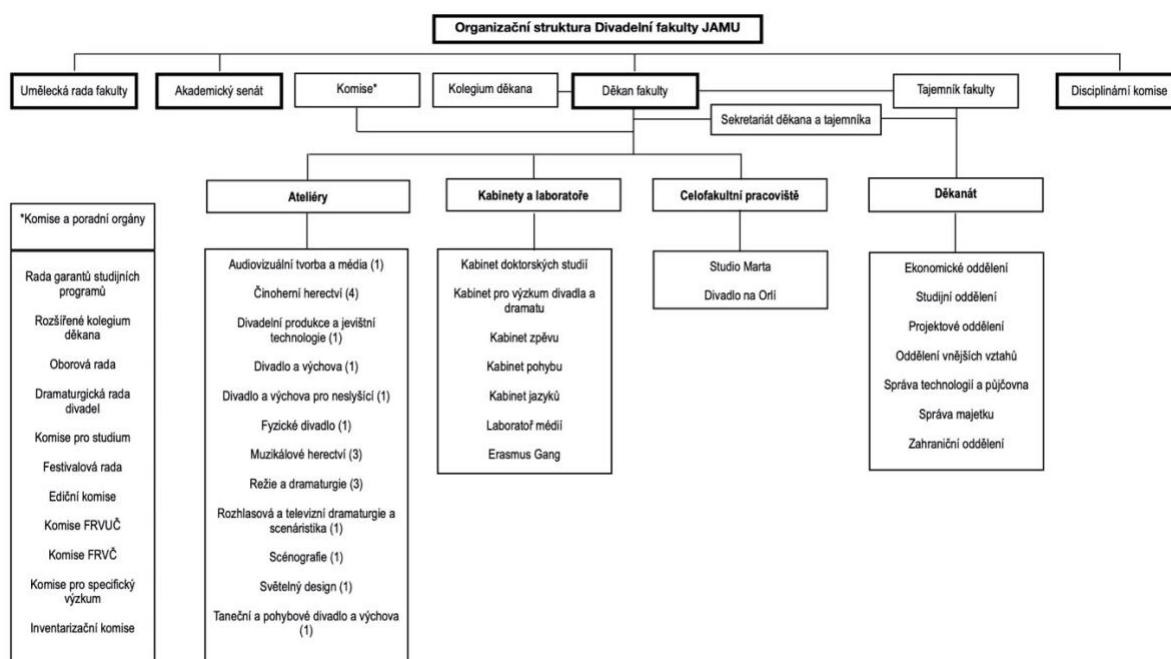 Organizační struktura Divadelní fakulty JAMU
Umělecká rada fakulty
Akademický senát
Komise*
Kolegium děkana
Děkan fakulty
Tajemník fakulty
Disciplinární komise
Sekretariát děkana a tajemníka
*Komise a poradní orgány
Rada garantů studijních
programů
Rozšířené kolegium
děkana
Oborová rada
Dramaturgická rada
divadel
Komise pro studium
Festivalová rada
Ediční komise
Komise FRVUČ
Komise FRVČ
Komise pro specifický
výzkum
Inventarizační komise
Ateliéry
Audiovizuální tvorba a média (1)
Činoherní herectví (4)
Divadelní produkce a jevištní
technologie (1)
Divadlo a výchova (1)
Divadlo a výchova pro neslyšící (1)
Fyzické divadlo (1)
Muzikálové herectví (3)
Režie a dramaturgie (3)
Rozhlasová a televizní dramaturgie a
scenáristika (1)
Scénografie (1)
Světelný design (1)
Taneční a pohybové divadlo a výchova
(1)
Kabinety a laboratoře
Kabinet doktorských studií
Kabinet pro výzkum divadla a
dramatu
Kabinet zpěvu
Kabinet pohybu
Kabinet jazyků
Laboratoř médií
Erasmus Gang
Celofakultní pracoviště
Studio Marta
Divadlo na Orlí
Děkanát
Ekonomické oddělení
Studijní oddělení
Projektové oddělení
Oddělení vnějších vztahů
Správa technologií a půjčovna
Správa majetku
Zahraniční oddělení